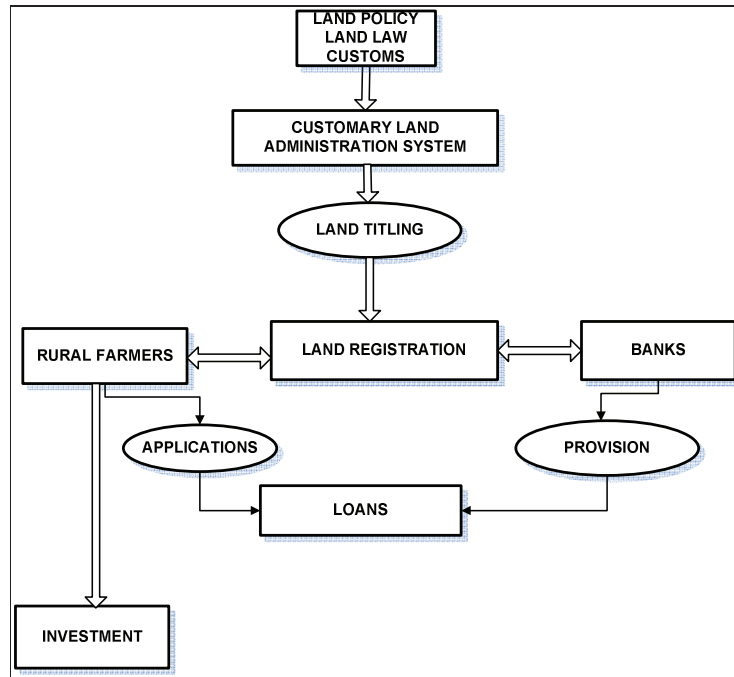 LAND POLICY
LAND LAW
CUSTOMS
CUSTOMARY LAND
ADMINISTRATION SYSTEM
LAND TITLING
RURAL FARMERS
LAND REGISTRATION
BANKS
APPLICATIONS
PROVISION
LOANS
INVESTMENT